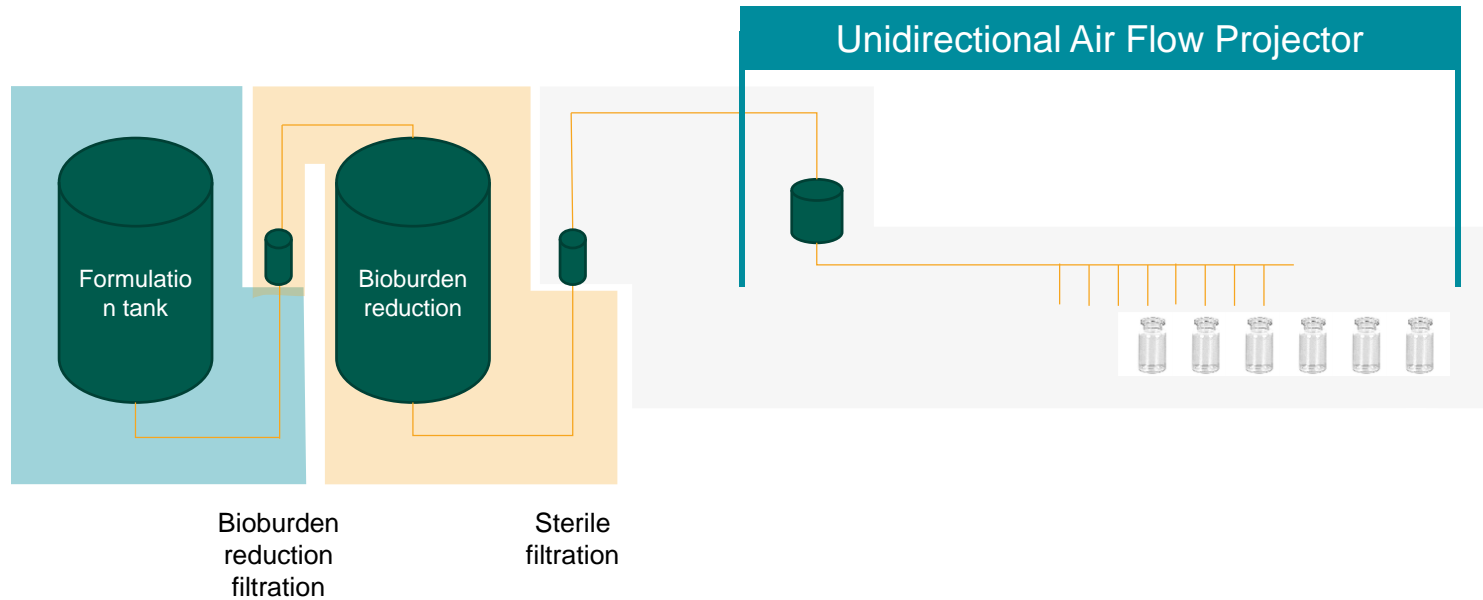 Unidirectional Air Flow Projector
Formulatio
n tank
Bioburden
reduction
Bioburden
reduction
filtration
Sterile
filtration